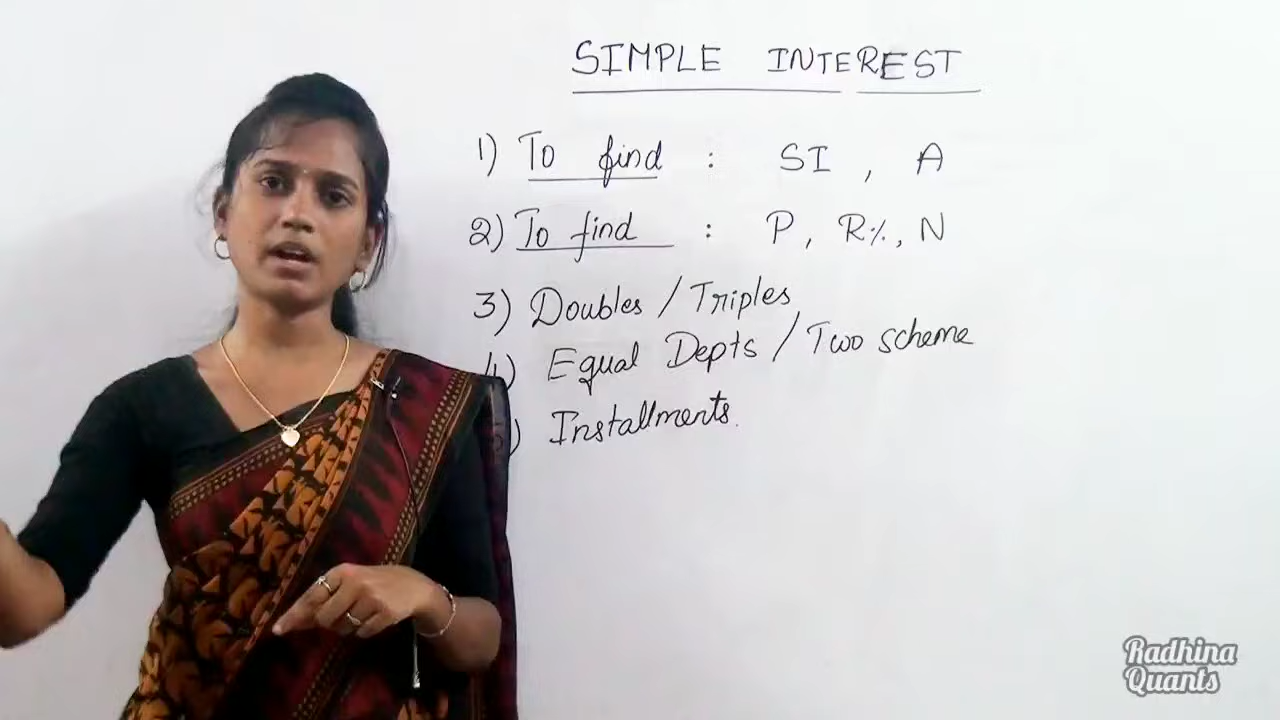 SIMPLE INTEREST
1) To find : SI , A
2) To find : P, R%, N
3) Doubles / Triples
4) Equal Depts / Two scheme
) Installments.
Radhina
Quants